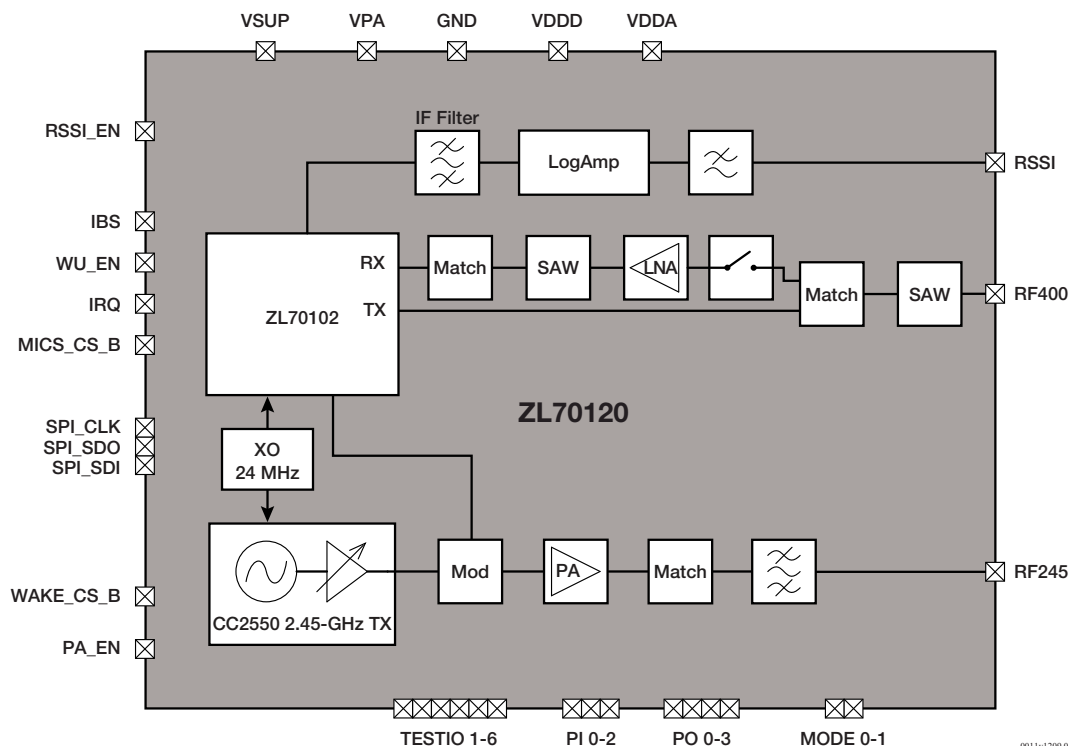 VSUP VPA GND VDDD VDDA
RSSI_EN
IF Filter
LogAmp
RSSI
IBS
WU_EN
IRQ
MICS_CS_B
ZL70102
RX
TX
Match
SAW
LNA
Match
SAW
RF400
ZL70120
SPI_CLK
SPI_SDO
SPI_SDI
XO
24 MHz
CC2550 2.45-GHz TX
Mod
PA
Match
RF245
WAKE_CS_B
PA_EN
TESTIO 1-6 PI 0-2 PO 0-3 MODE 0-1